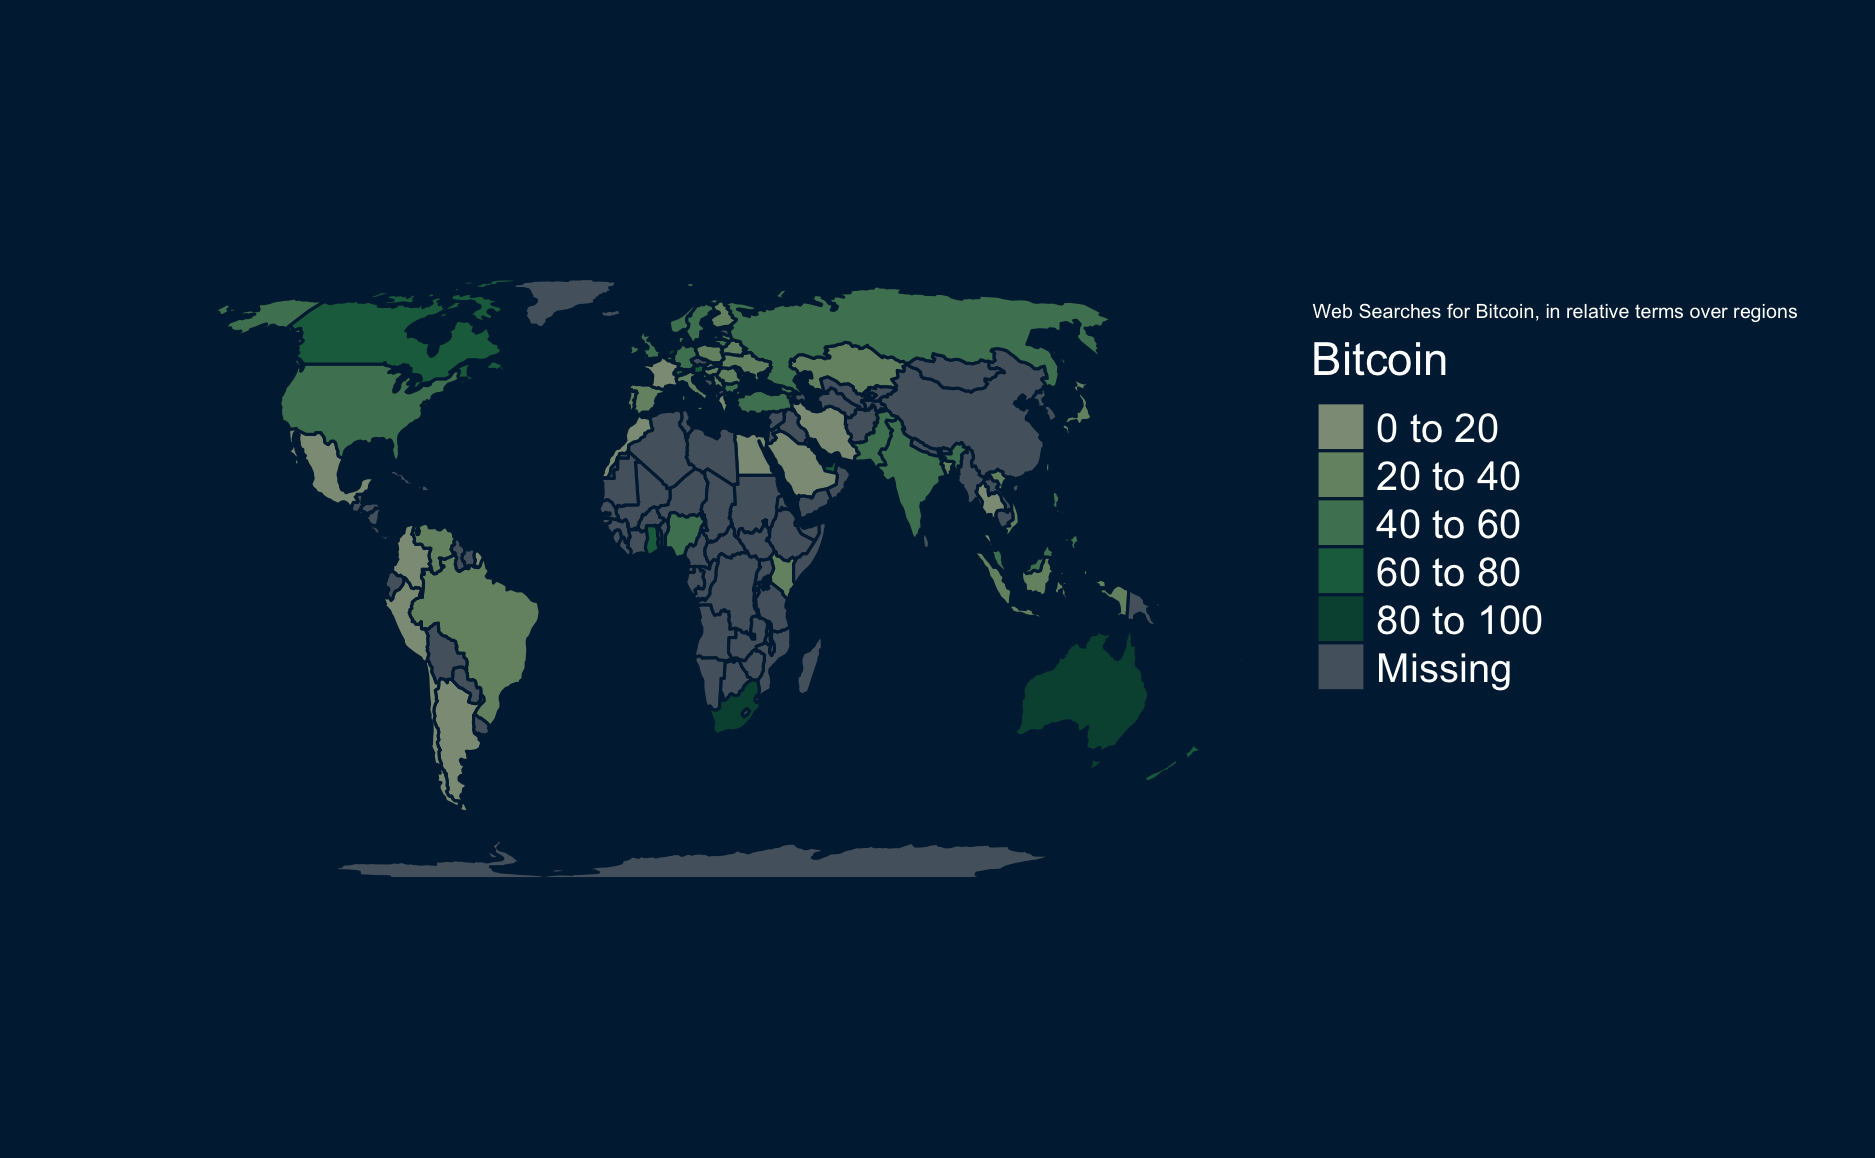 Web Searches for Bitcoin, in relative terms over regions
Bitcoin
0 to 20
20 to 40
40 to 60
60 to 80
80 to 100
Missing